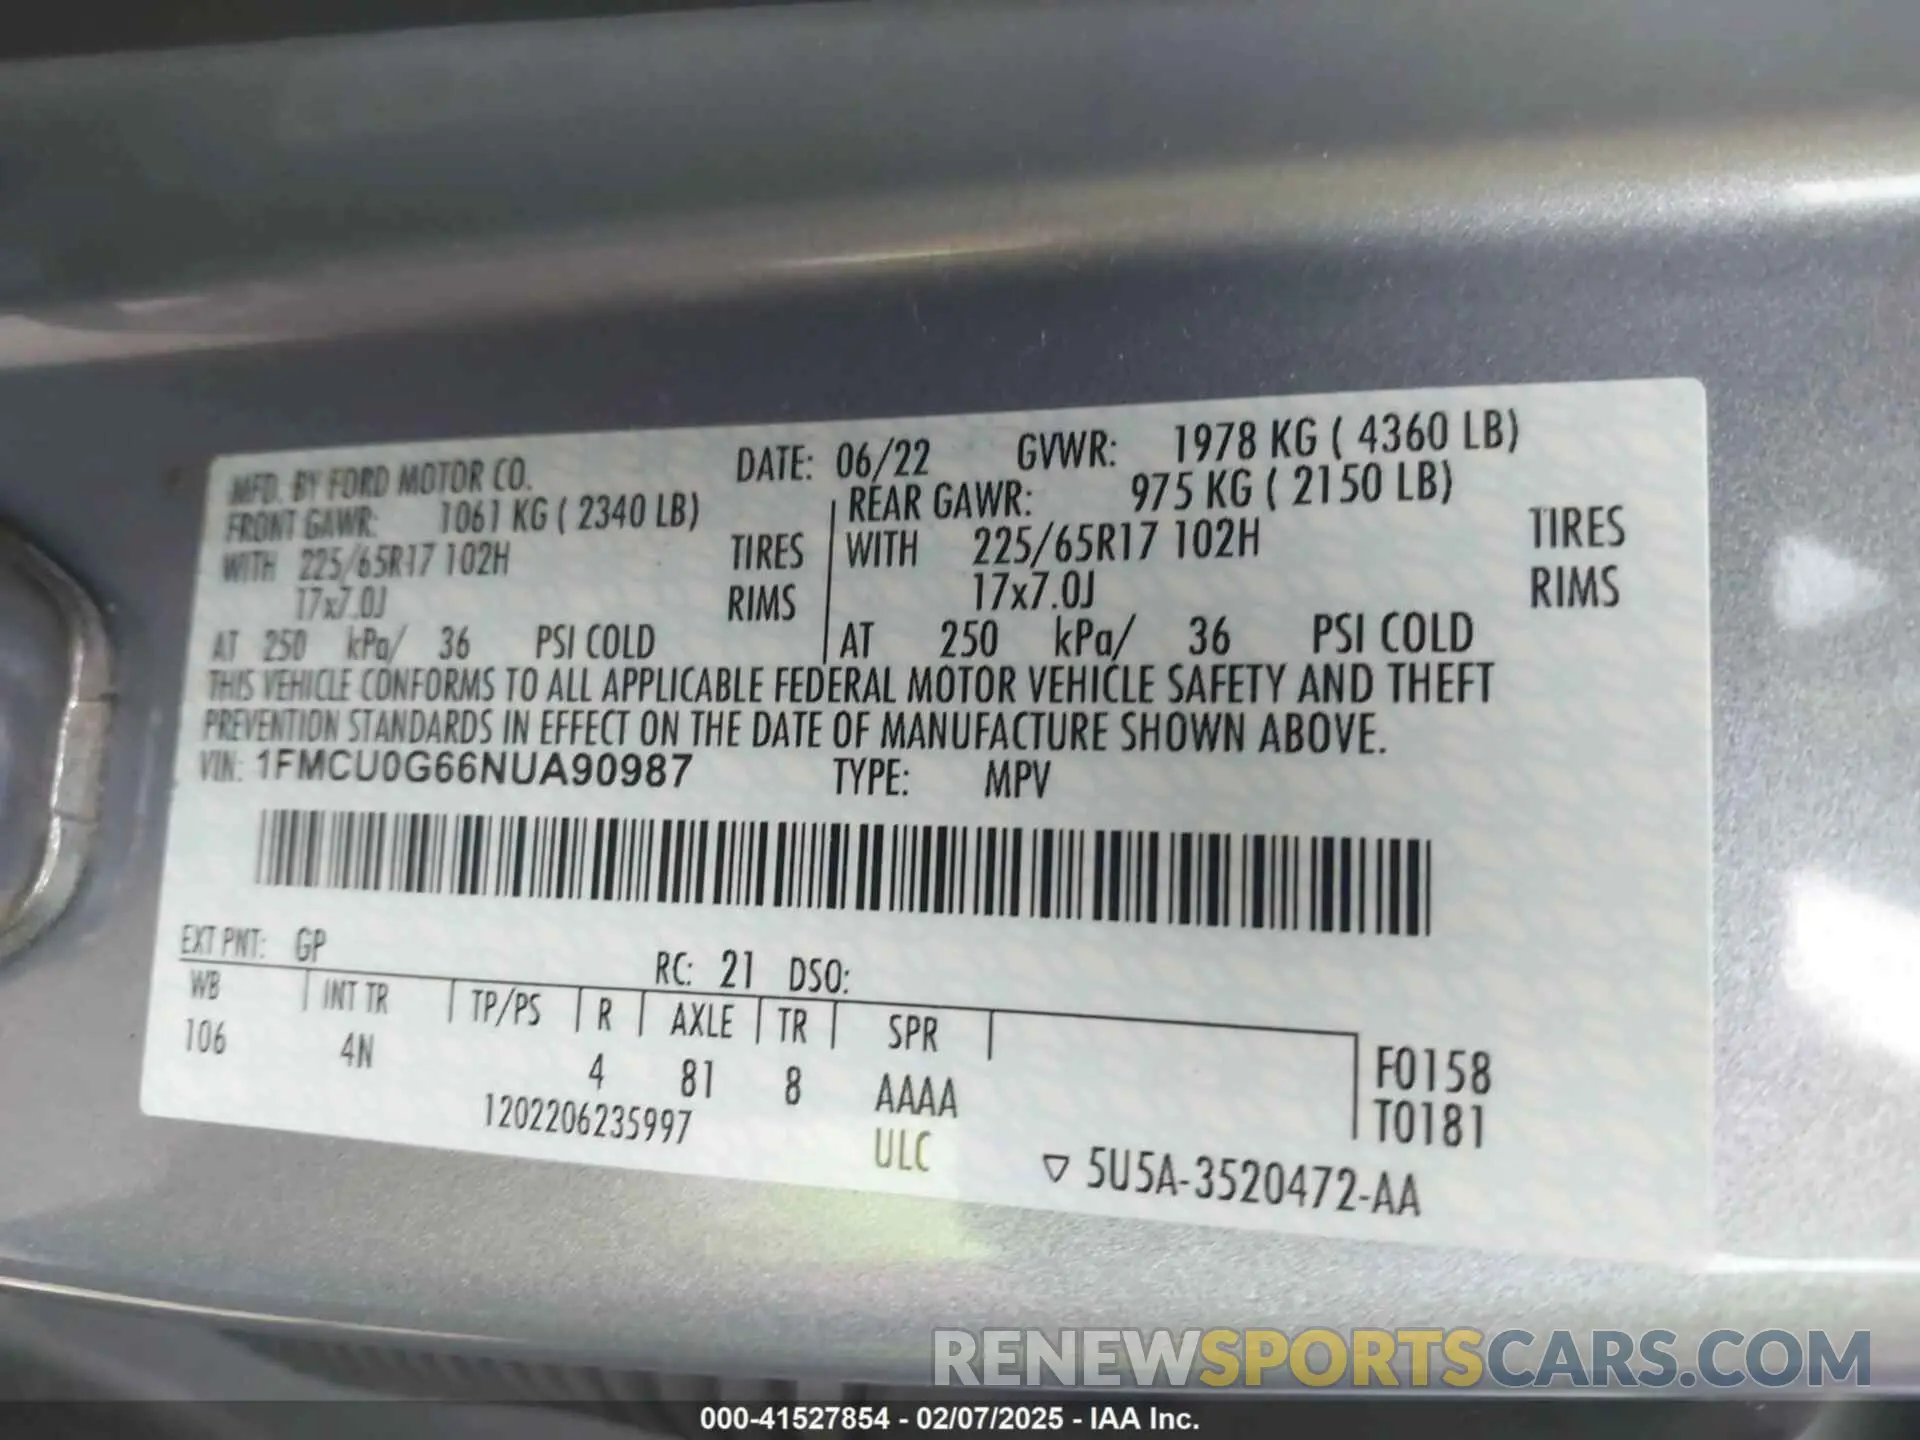 MFD. BY FORD MOTOR CO. DATE: 06/22 GVWR: 1978 KG ( 4360 LB)
FRONT GAWR: 1061 KG ( 2340 LB) REAR GAWR: 975 KG ( 2150 LB)
WITH 225/65R17 102H TIRES WITH 225/65R17 102H TIRES
17x7.0J RIMS 17x7.0J RIMS
AT 250 kPa/ 36 PSI COLD AT 250 kPa/ 36 PSI COLD
THIS VEHICLE CONFORMS TO ALL APPLICABLE FEDERAL MOTOR VEHICLE SAFETY AND THEFT
PREVENTION STANDARDS IN EFFECT ON THE DATE OF MANUFACTURE SHOWN ABOVE.
VIN: 1FMCU0G66NUA90987 TYPE: MPV
EXT PNT: GP RC: 21 DSO:
WB INT TR TP/PS R AXLE TR SPR
106 4N 4 81 8 AAAA
F0158
T0181
1202206235997 ULC
▽ 5U5A-3520472-AA
RENEWSPORTSCARS.COM
000-41527854 - 02/07/2025 - IAA Inc.